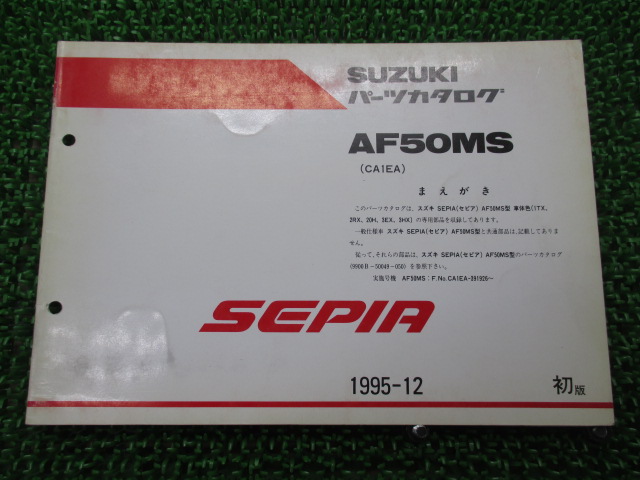 SUZUKI
パーツカタログ
AF50MS
(CA1EA)
まえがき
このパーツカタログは、スズキ SEPIA(セピア) AF50MS型 車体色(1TX、
2RX、20H、3EX、3HX) の専用部品を収録してあります。
一般仕様車 スズキ SEPIA(セピア) AF50MS型と共通部品は、記載してありま
せん。
従って、それらの部品は、スズキ SEPIA(セピア) AF50MS型のパーツカタログ
(9900B-50049-050) を参照下さい。
実施号機 AF50MS:F.No.CA1EA-391926~
SEPIA
1995-12 初版